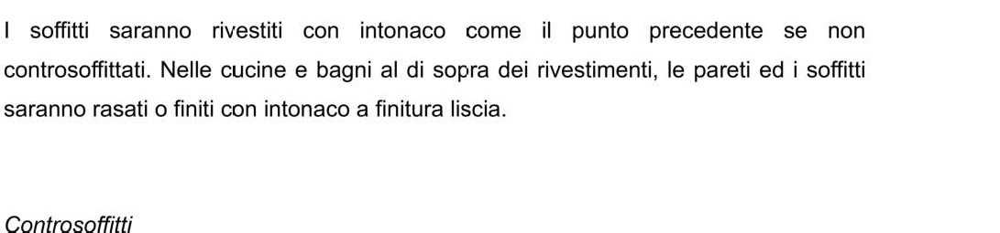 I soffitti saranno rivestiti con intonaco come il punto precedente se non
controsoffittati. Nelle cucine e bagni al di sopra dei rivestimenti, le pareti ed i soffitti
saranno rasati o finiti con intonaco a finitura liscia.
Controsoffitti